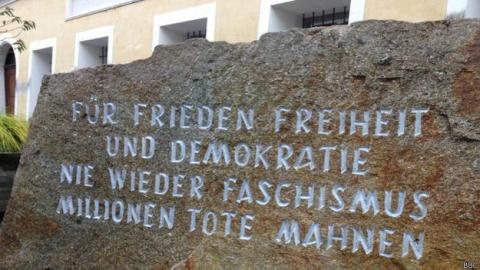 FÜR FRIEDEN FREIHEIT
UND DEMOKRATIE
NIE WIEDER FASCHISMUS
MILLIONEN TOTE MAHNEN
BBC